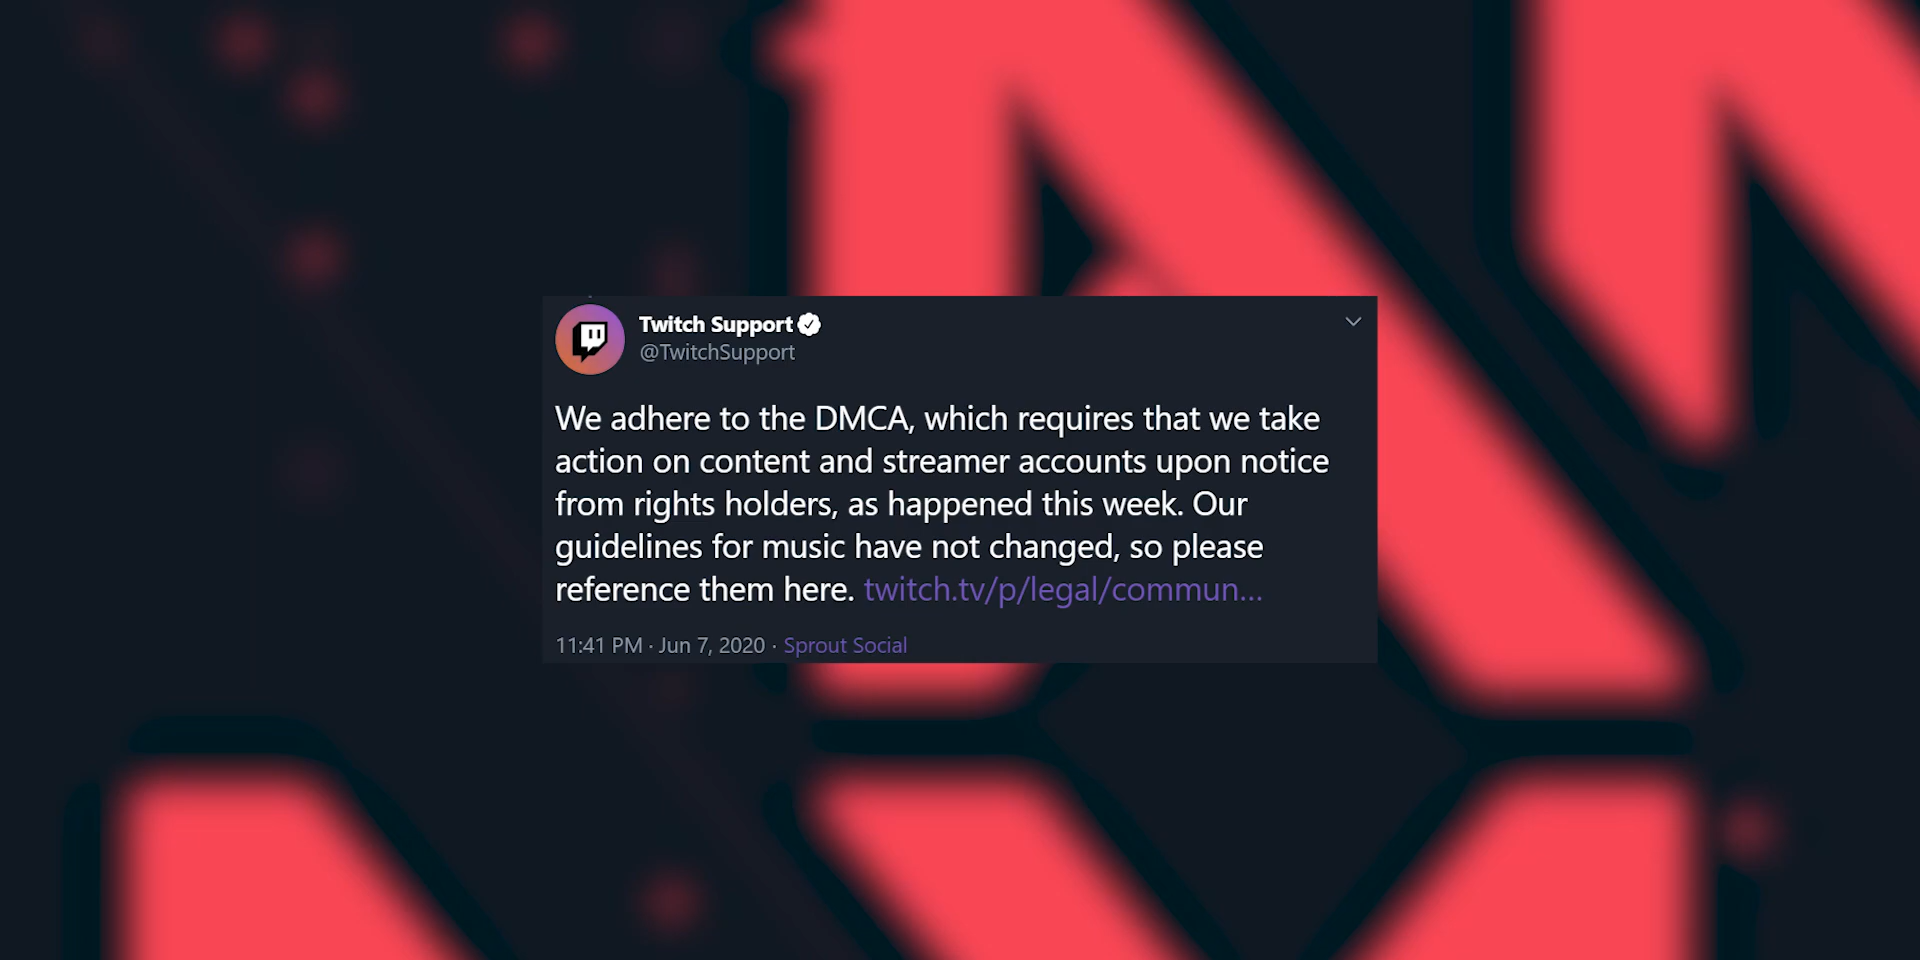 Twitch Support
@TwitchSupport
We adhere to the DMCA, which requires that we take
action on content and streamer accounts upon notice
from rights holders, as happened this week. Our
guidelines for music have not changed, so please
reference them here. twitch.tv/p/legal/commun...
11:41 PM · Jun 7, 2020 · Sprout Social